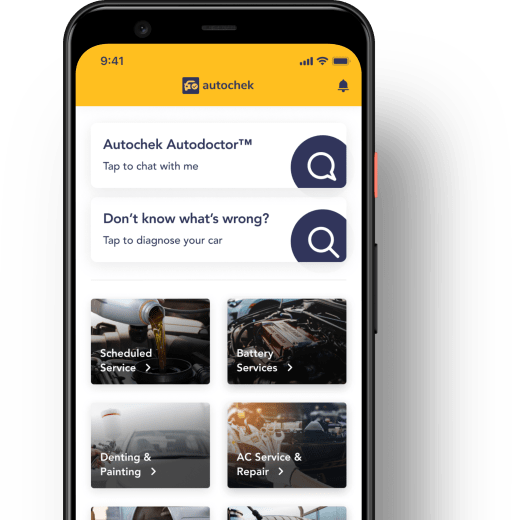 9:41
autochek
Autochek Autodoctor™
Tap to chat with me
Don't know what's wrong?
Tap to diagnose your car
Scheduled
Service >
Battery
Services >
Denting &
Painting >
AC Service &
Repair >